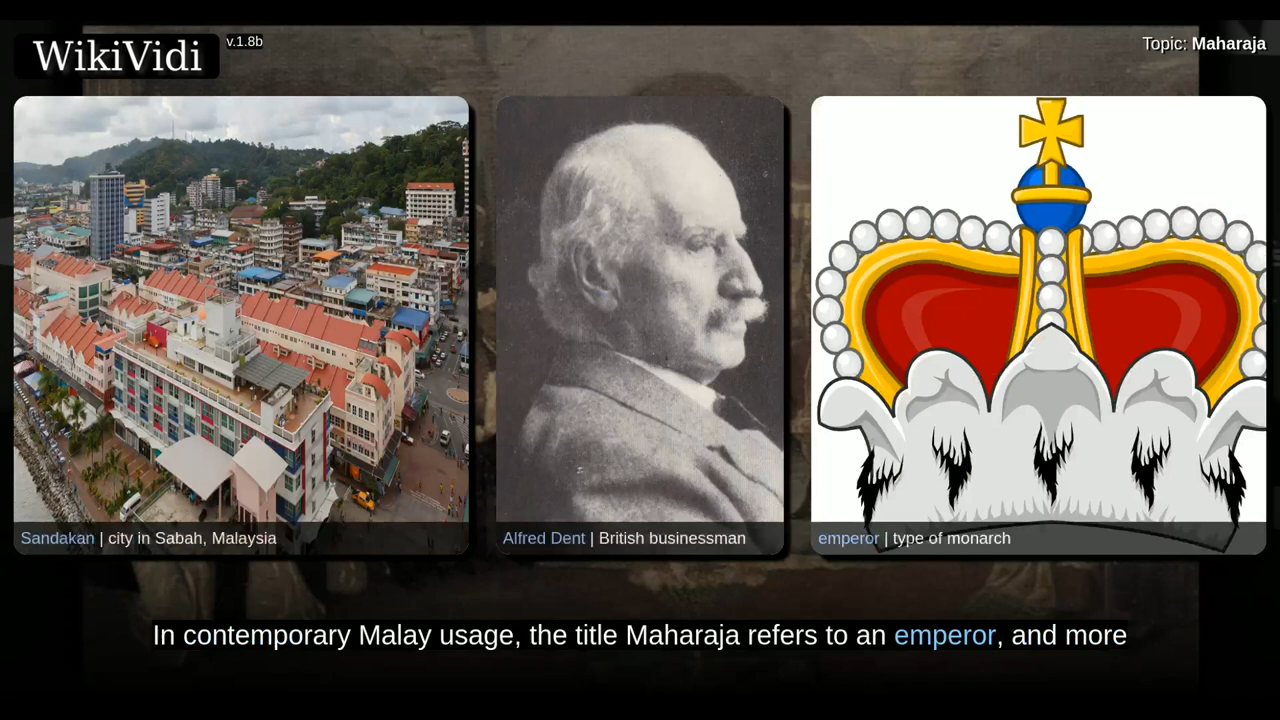 WikiVidi v.1.8b
Topic: Maharaja
Sandakan | city in Sabah, Malaysia
Alfred Dent | British businessman
emperor | type of monarch
In contemporary Malay usage, the title Maharaja refers to an emperor, and more